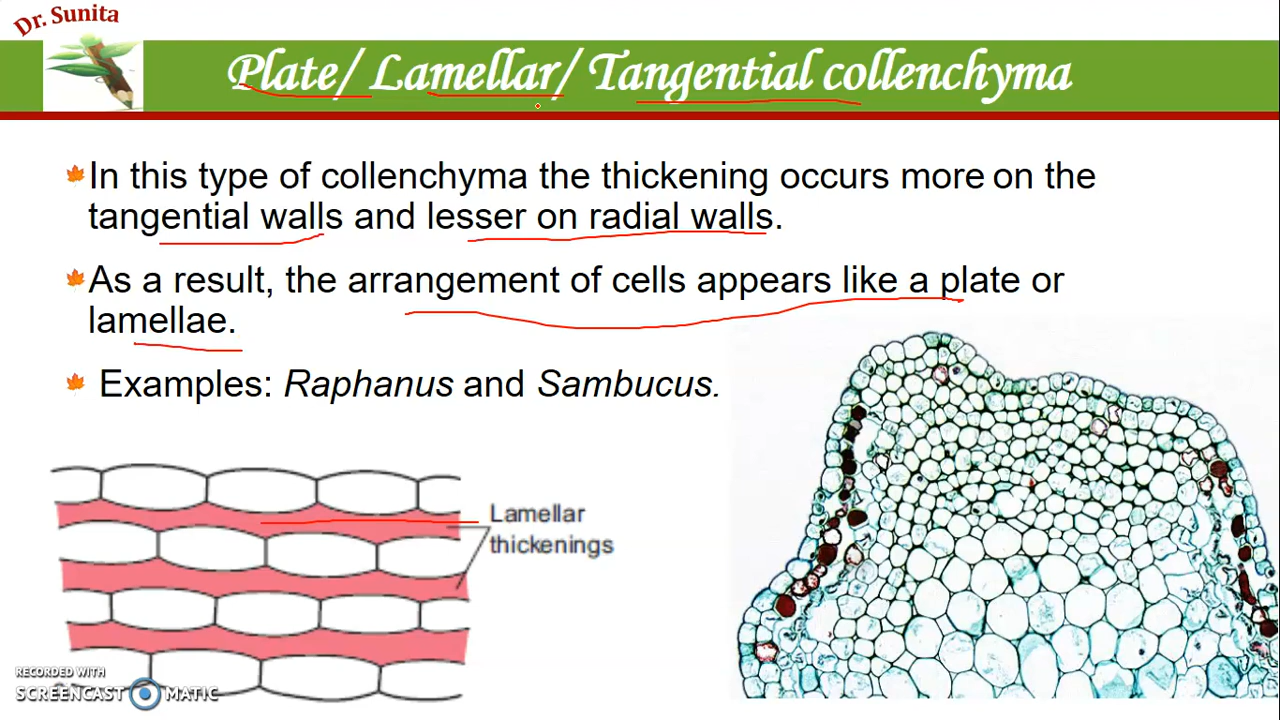 Dr. Sunita
Plate/ Lamellar/ Tangential collenchyma
In this type of collenchyma the thickening occurs more on the
tangential walls and lesser on radial walls.
As a result, the arrangement of cells appears like a plate or
lamellae.
Examples: Raphanus and Sambucus.
Lamellar
thickenings
RECORDED WITH
SCREENCAST MATIC